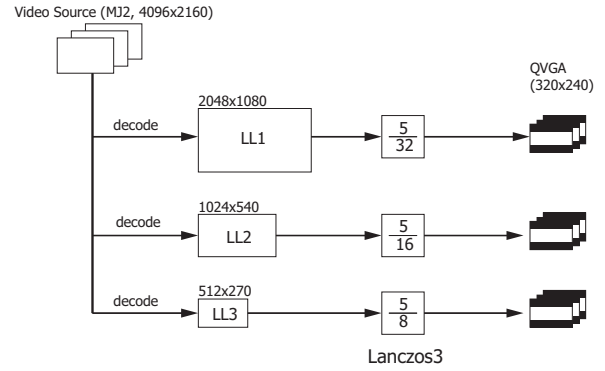 Video Source (MJ2, 4096x2160)
QVGA
(320x240)
2048x1080
decode
LL1
5
32
1024x540
decode
LL2
5
16
512x270
decode
LL3
5
8
Lanczos3